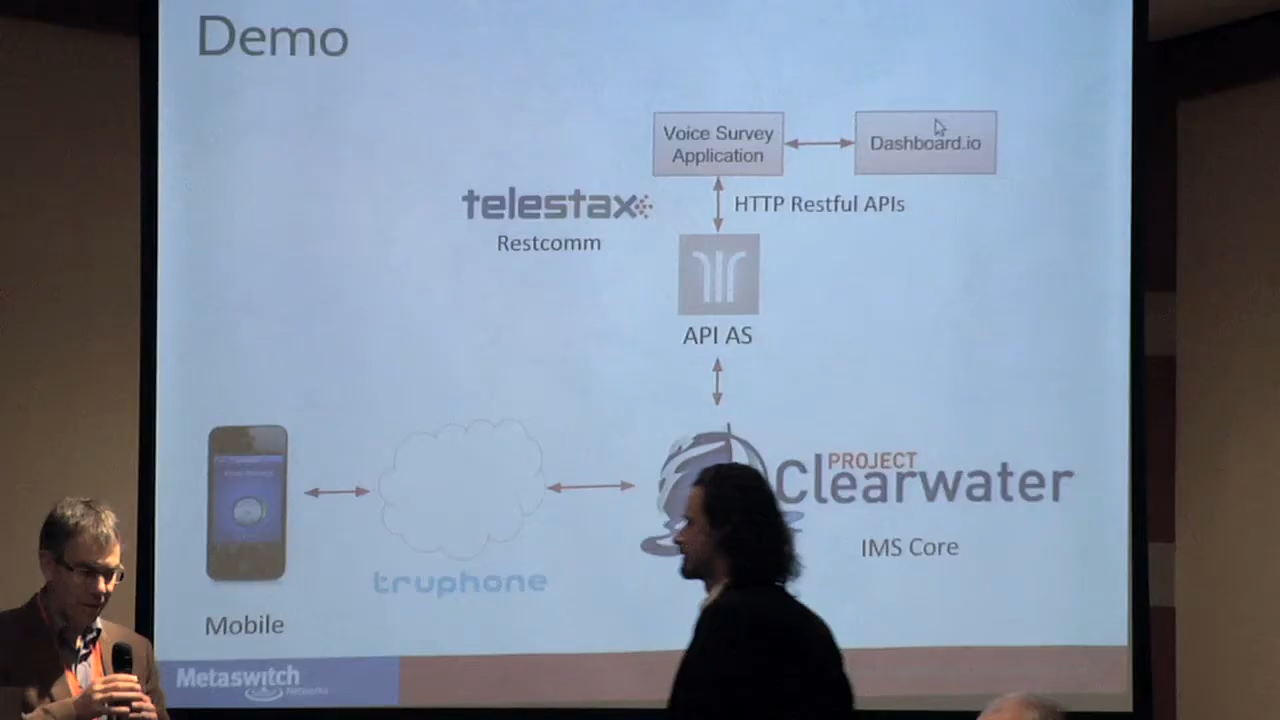 Demo
Voice Survey
Application
Dashboard.io
telestax
HTTP Restful APIs
Restcomm
API AS
PROJECT
Clearwater
IMS Core
truphone
Mobile
Metaswitch
Networks